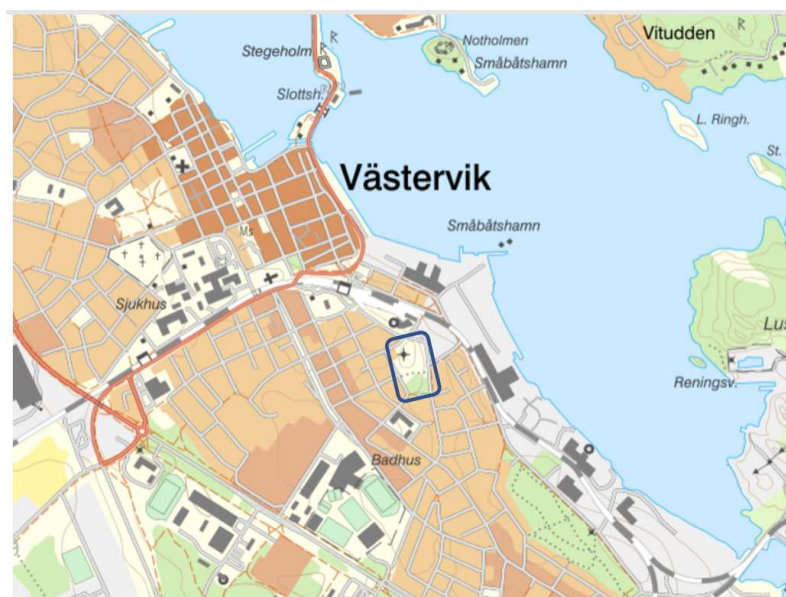 Vitudden
Stegeholm
Notholmen
Småbåtshamn
Slottsh.
L. Ringh.
St.
Västervik
Småbåtshamn
Ms
Sjukhus
Lus
Reningsv.
Badhus